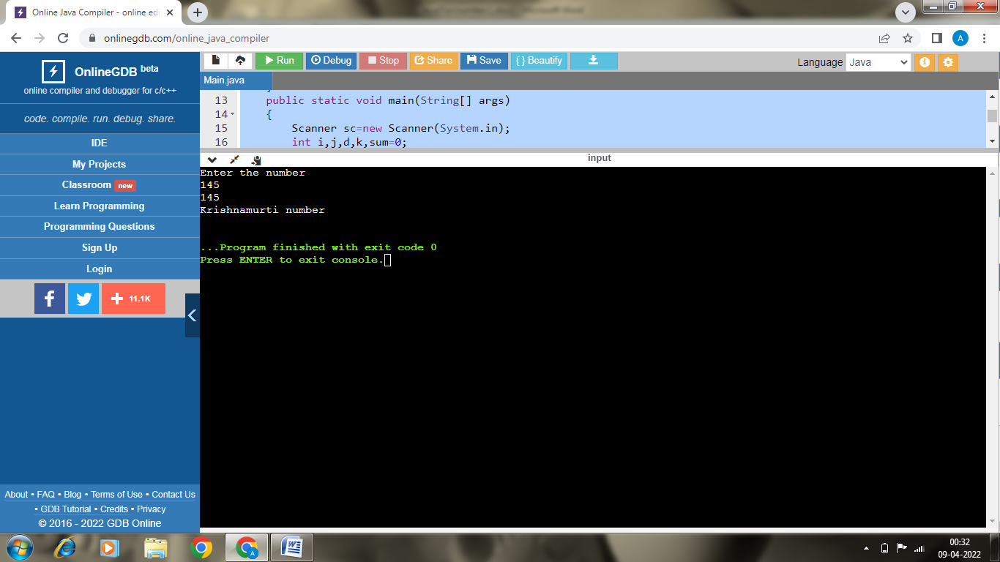 Online Java Compiler - online edi
onlinegdb.com/online_java_compiler
A
OnlineGDB beta
online compiler and debugger for c/c++
code. compile. run. debug. share.
IDE
My Projects
Classroom new
Learn Programming
Programming Questions
Sign Up
Login
11.1K
About • FAQ • Blog • Terms of Use • Contact Us
• GDB Tutorial • Credits • Privacy
© 2016 - 2022 GDB Online
Run Debug Stop Share Save { } Beautify
Language Java
Main.java
13 public static void main(String[] args)
14 {
15 Scanner sc=new Scanner(System.in);
16 int i,j,d,k,sum=0;
input
Enter the number
145
145
Krishnamurti number
...Program finished with exit code 0
Press ENTER to exit console.
A
00:32
09-04-2022